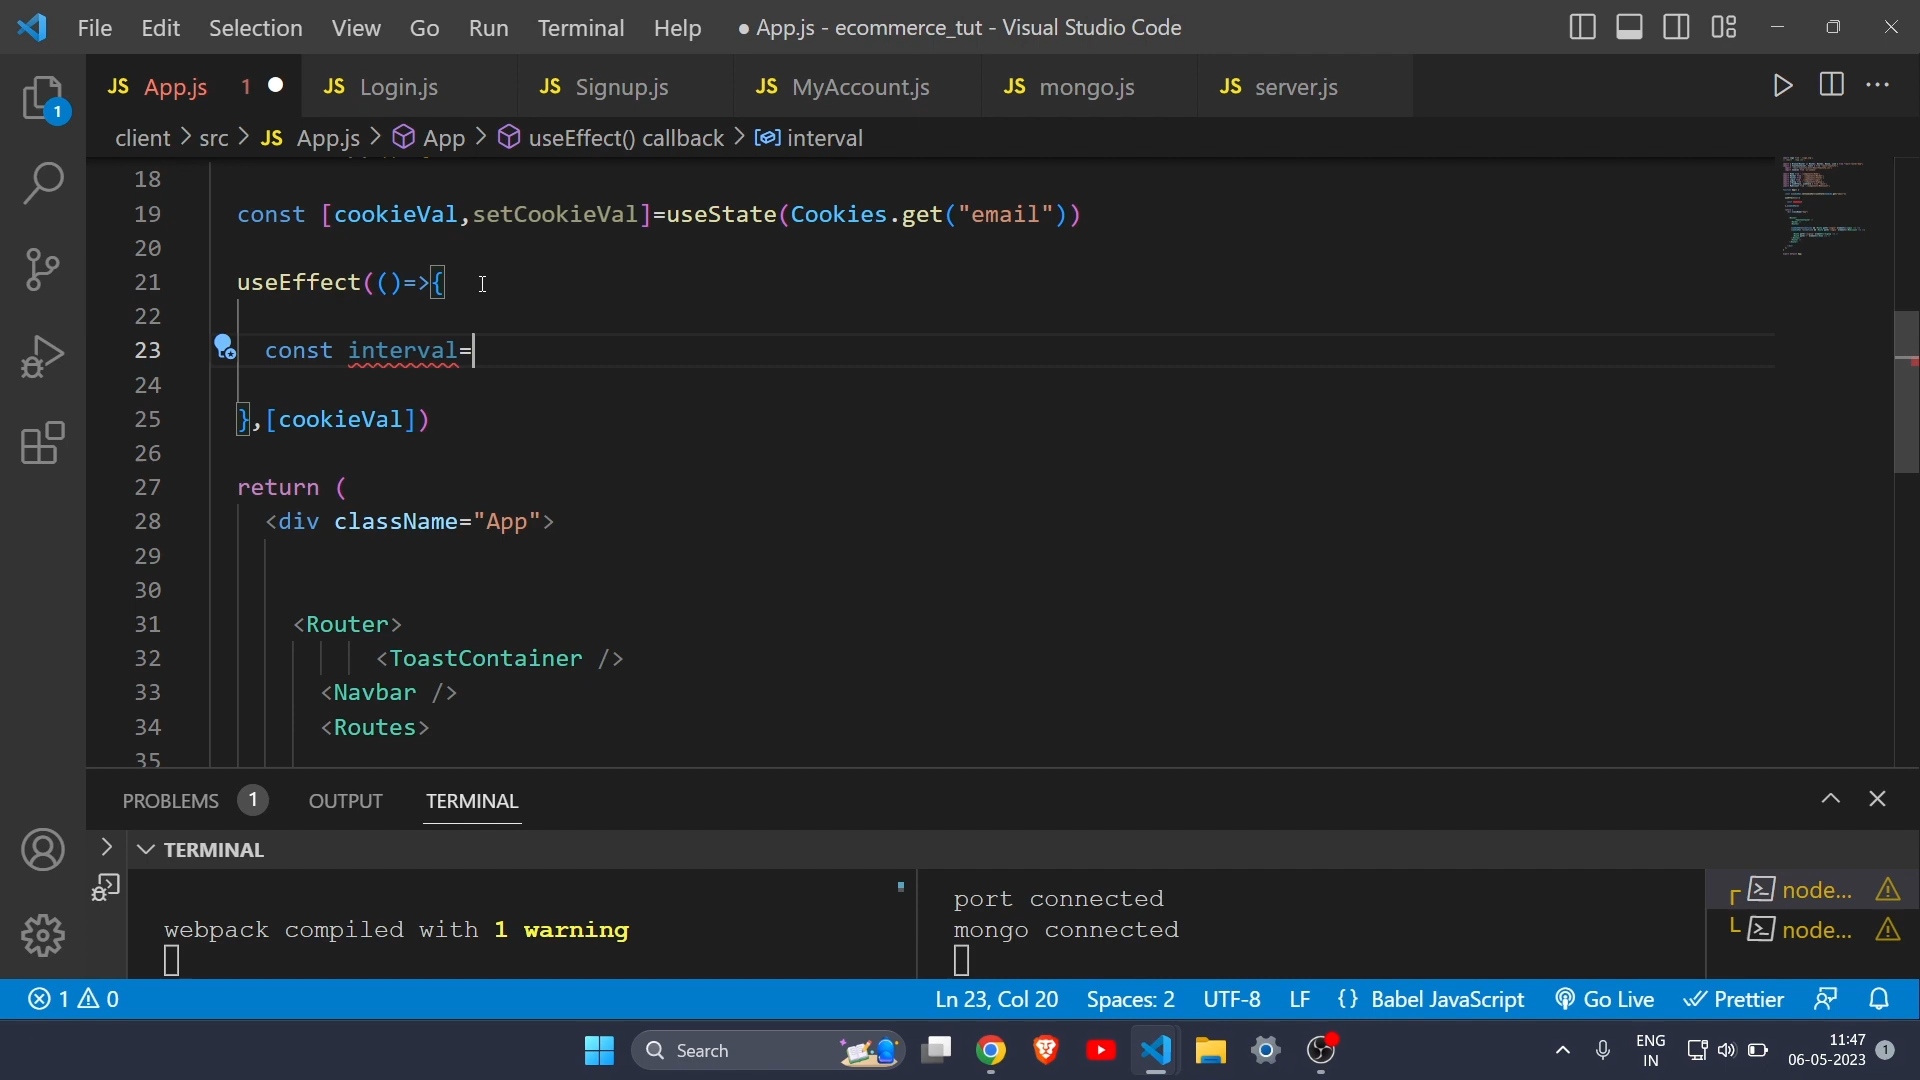 File Edit Selection View Go Run Terminal Help ● App.js - ecommerce_tut - Visual Studio Code
1
JS App.js 1 JS Login.js JS Signup.js JS MyAccount.js JS mongo.js JS server.js
client > src > JS App.js > App > useEffect() callback > interval
18
19 const [cookieVal,setCookieVal]=useState(Cookies.get("email"))
20
21 useEffect(()=>{
22
23 const interval=
24
25 },[cookieVal])
26
27 return (
28 <div className="App">
29
30
31 <Router>
32 <ToastContainer />
33 <Navbar />
34 <Routes>
35
PROBLEMS 1 OUTPUT TERMINAL
TERMINAL
webpack compiled with 1 warning
port connected
mongo connected
node...
node...
1 0 Ln 23, Col 20 Spaces: 2 UTF-8 LF {} Babel JavaScript Go Live Prettier
Search
ENG
IN
11:47
06-05-2023
1